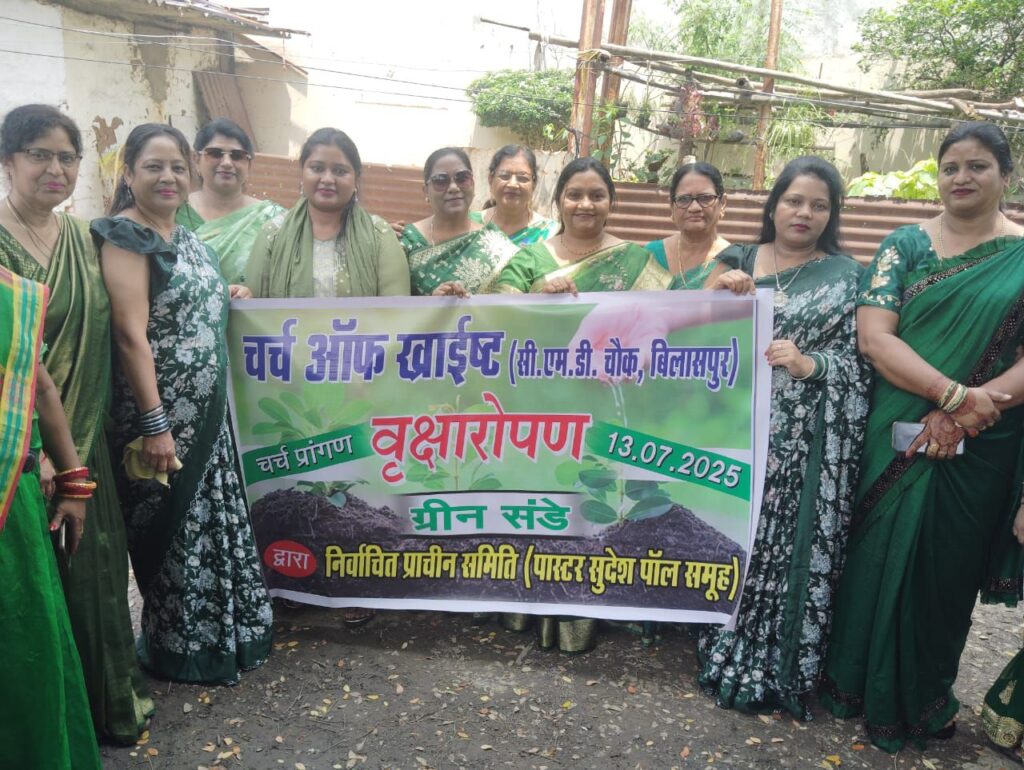 चर्च ऑफ ख्राईष्ट (सी.एम.डी. चौक, बिलासपुर)
चर्च प्रांगण वृक्षारोपण 13.07.2025
ग्रीन संडे
द्वारा निर्वाचित प्राचीन समिति (पास्टर सुदेश पॉल समूह)